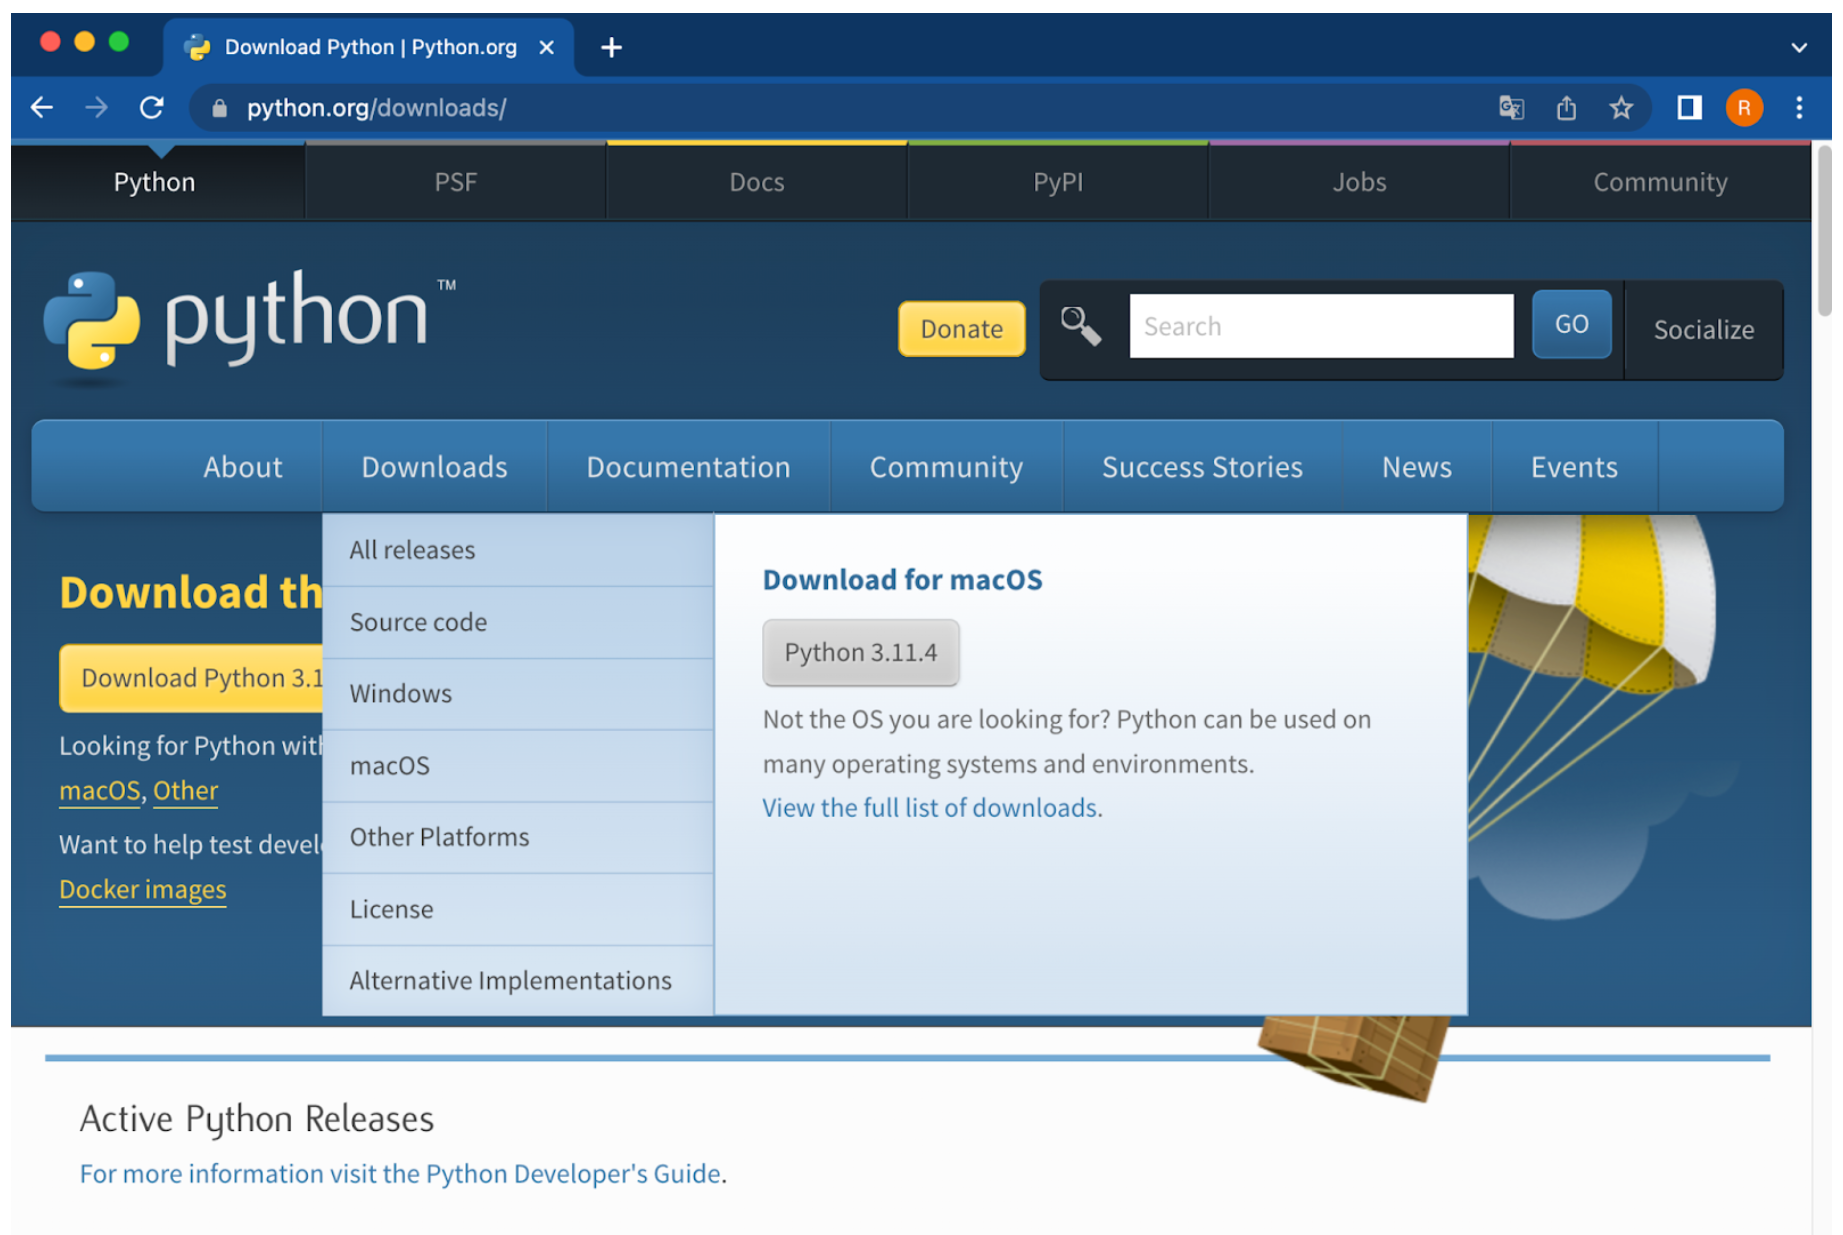 Download Python | Python.org
python.org/downloads/
R
Python
PSF
Docs
PyPI
Jobs
Community
python™
Donate
Search
GO
Socialize
About
Downloads
Documentation
Community
Success Stories
News
Events
Download th
Download Python 3.1
Looking for Python with
macOS, Other
Want to help test devel
Docker images
All releases
Source code
Windows
macOS
Other Platforms
License
Alternative Implementations
Download for macOS
Python 3.11.4
Not the OS you are looking for? Python can be used on
many operating systems and environments.
View the full list of downloads.
Active Python Releases
For more information visit the Python Developer's Guide.